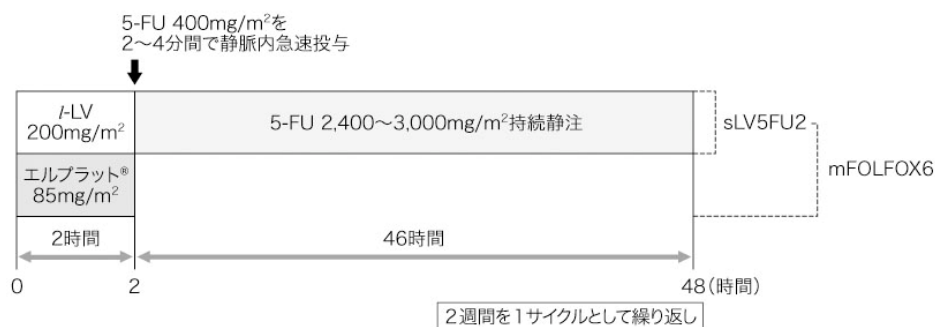 5-FU 400mg/m²を
2〜4分間で静脈内急速投与
l-LV
200mg/m²
5-FU 2,400〜3,000mg/m²持続静注
sLV5FU2
エルプラット®
85mg/m²
mFOLFOX6
2時間
46時間
0
2
48(時間)
2週間を1サイクルとして繰り返し